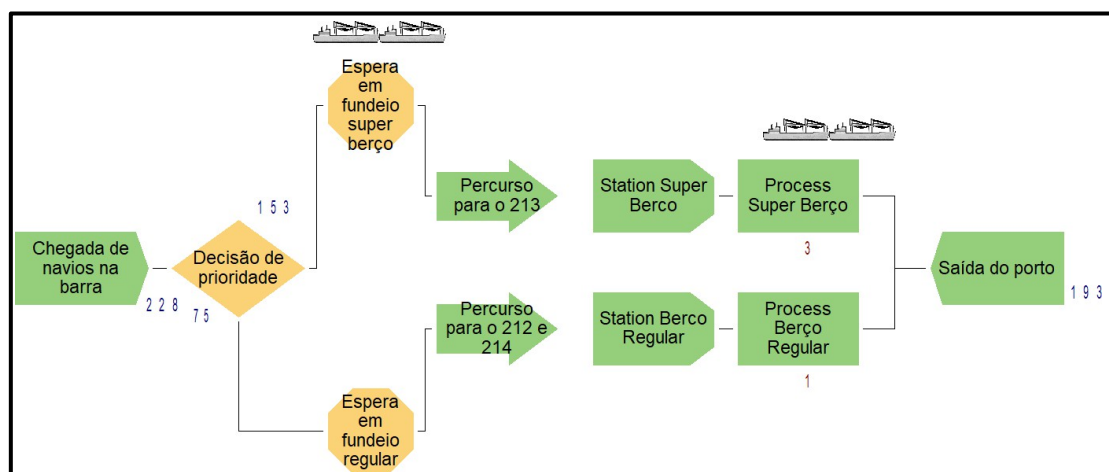 Espera
em
fundeio
super
berço
Percurso
para o 213
Station Super
Berco
Process
Super Berço
3
1 5 3
Chegada de
navios na
barra
2 2 8
Decisão de
prioridade
7 5
Saída do porto
1 9 3
Percurso
para o 212 e
214
Station Berco
Regular
Process
Berço
Regular
1
Espera
em
fundeio
regular